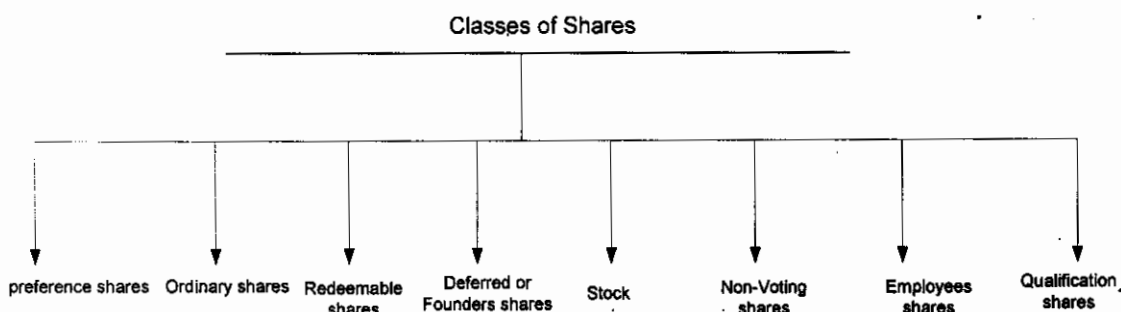 Classes of Shares
preference shares
Ordinary shares
Redeemable
shares
Deferred or
Founders shares
Stock
Non-Voting
shares
Employees
shares
Qualification
shares